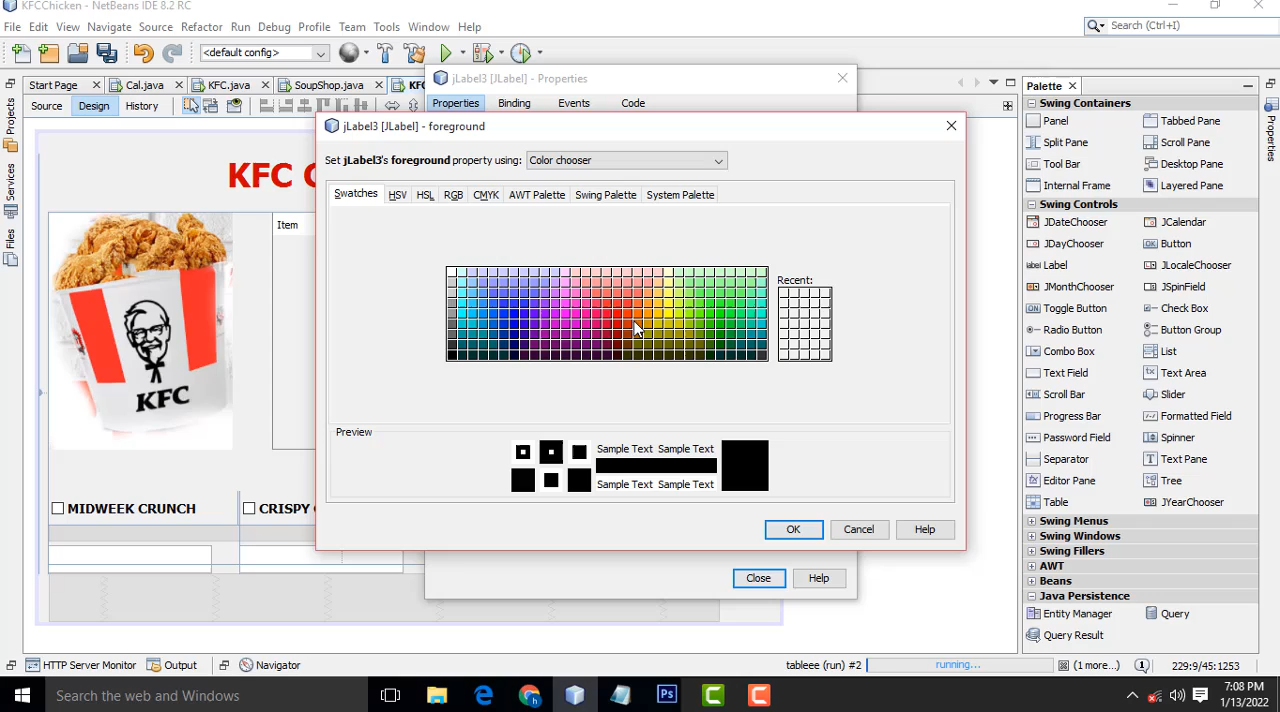 KFCChicken - NetBeans IDE 8.2 RC
File Edit View Navigate Source Refactor Run Debug Profile Team Tools Window Help
Search (Ctrl+I)
<default config>
Start Page Cal.java KFC.java SoupShop.java KFC
Source Design History
jLabel3 [JLabel] - Properties
Properties Binding Events Code
jLabel3 [JLabel] - foreground
Set jLabel3's foreground property using: Color chooser
Swatches HSV HSL RGB CMYK AWT Palette Swing Palette System Palette
Recent:
Preview
Sample Text Sample Text
Sample Text Sample Text
OK Cancel Help
Close Help
KFC C
Item
KFC
MIDWEEK CRUNCH CRISPY
Projects
Services
Files
Palette
Swing Containers
Panel Tabbed Pane
Split Pane Scroll Pane
Tool Bar Desktop Pane
Internal Frame Layered Pane
Swing Controls
JDateChooser JCalendar
JDayChooser OK Button
label Label JLocaleChooser
JMonthChooser JSpinField
Toggle Button Check Box
Radio Button Button Group
Combo Box List
Text Field Text Area
Scroll Bar Slider
Progress Bar Formatted Field
Password Field Spinner
Separator Text Pane
Editor Pane Tree
Table JYearChooser
Swing Menus
Swing Windows
Swing Fillers
AWT
Beans
Java Persistence
Entity Manager Query
Query Result
Properties
HTTP Server Monitor Output Navigator
tableee (run) #2 running... (1 more...) 1 229:9/45:1253
Search the web and Windows
Ps
7:08 PM
1/13/2022